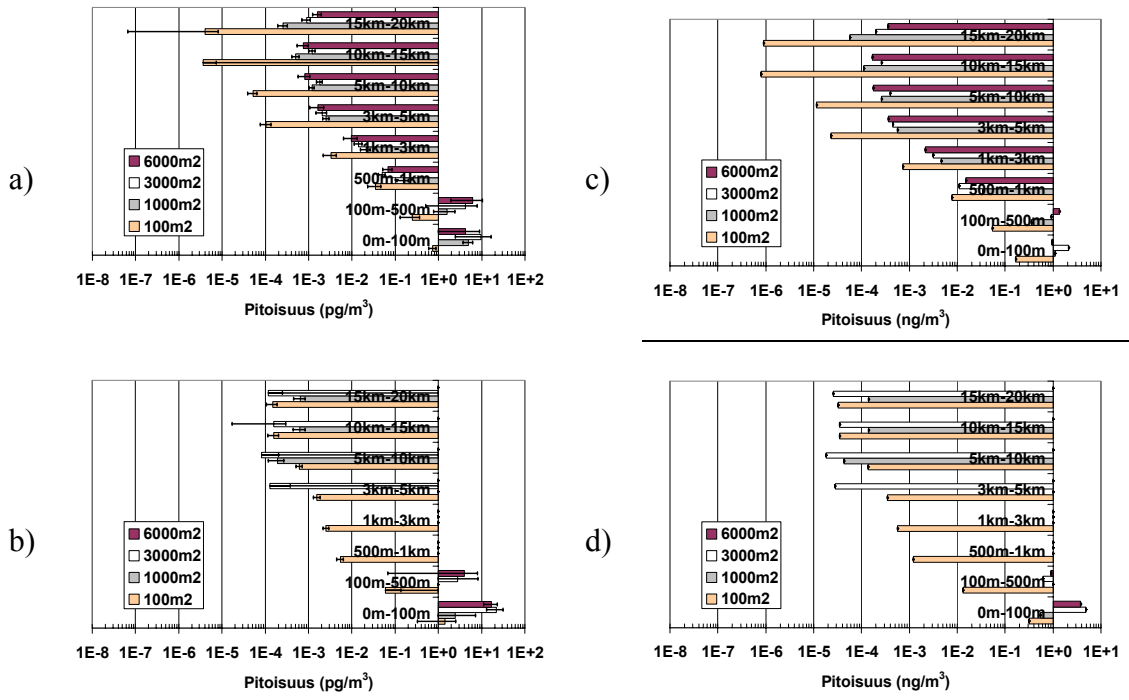 a)
15km-20km
10km-15km
5km-10km
3km-5km
1km-3km
500m-1km
100m-500m
0m-100m
6000m2
3000m2
1000m2
100m2
1E-8 1E-7 1E-6 1E-5 1E-4 1E-3 1E-2 1E-1 1E+0 1E+1 1E+2
Pitoisuus (pg/m³)
c)
15km-20km
10km-15km
5km-10km
3km-5km
1km-3km
500m-1km
100m-500m
0m-100m
6000m2
3000m2
1000m2
100m2
1E-8 1E-7 1E-6 1E-5 1E-4 1E-3 1E-2 1E-1 1E+0 1E+1
Pitoisuus (ng/m³)
b)
15km-20km
10km-15km
5km-10km
3km-5km
1km-3km
500m-1km
100m-500m
0m-100m
6000m2
3000m2
1000m2
100m2
1E-8 1E-7 1E-6 1E-5 1E-4 1E-3 1E-2 1E-1 1E+0 1E+1 1E+2
Pitoisuus (pg/m³)
d)
15km-20km
10km-15km
5km-10km
3km-5km
1km-3km
500m-1km
100m-500m
0m-100m
6000m2
3000m2
1000m2
100m2
1E-8 1E-7 1E-6 1E-5 1E-4 1E-3 1E-2 1E-1 1E+0 1E+1
Pitoisuus (ng/m³)